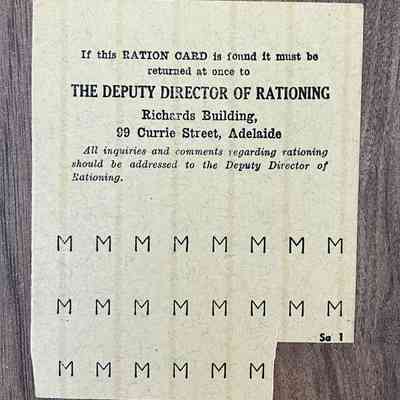 If this RATION CARD is found it must be
returned at once to
THE DEPUTY DIRECTOR OF RATIONING
Richards Building,
99 Currie Street, Adelaide
All inquiries and comments regarding rationing
should be addressed to the Deputy Director of
Rationing.
M M M M M M M M
M M M M M M M M
Sa 1
M M M M M M